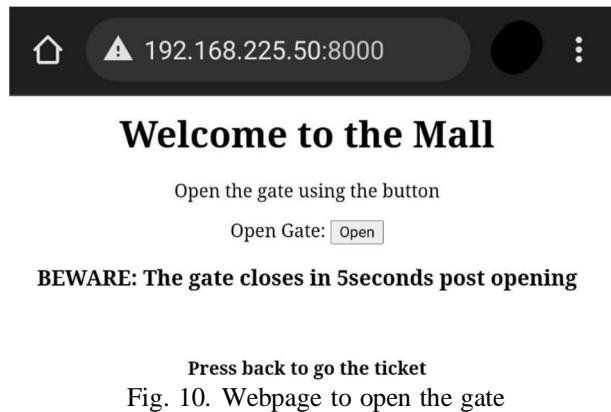 192.168.225.50:8000
Welcome to the Mall
Open the gate using the button
Open Gate: Open
BEWARE: The gate closes in 5seconds post opening
Press back to go the ticket
Fig. 10. Webpage to open the gate